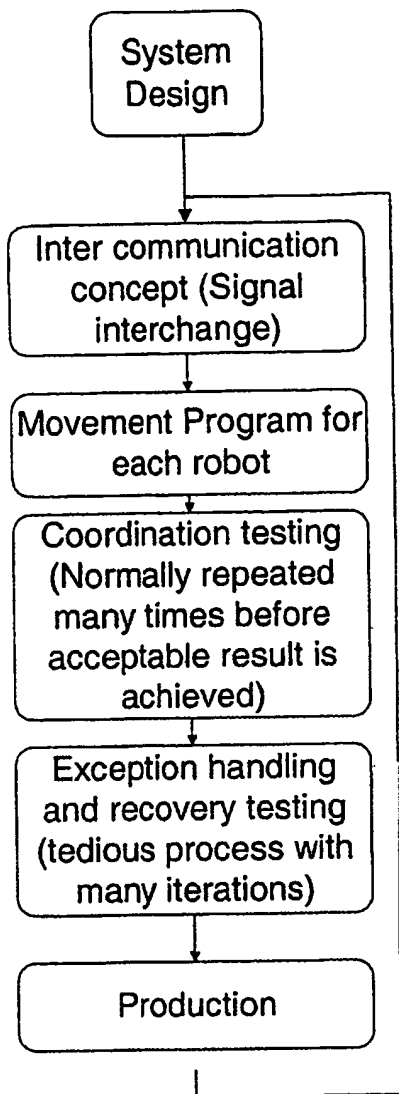 System
Design
Inter communication
concept (Signal
interchange)
Movement Program for
each robot
Coordination testing
(Normally repeated
many times before
acceptable result is
achieved)
Exception handling
and recovery testing
(tedious process with
many iterations)
Production